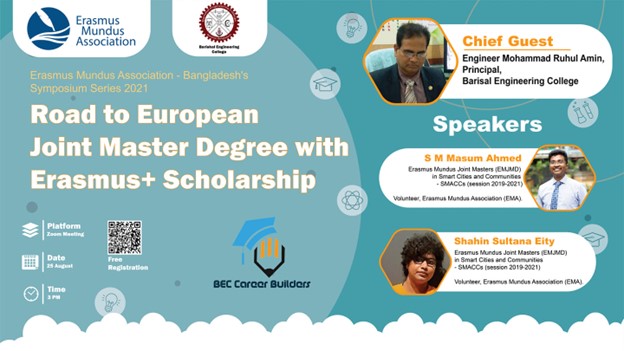 Erasmus
Mundus
Association
Barishal Engineering
College
Erasmus Mundus Association - Bangladesh's
Symposium Series 2021
Road to European
Joint Master Degree with
Erasmus+ Scholarship
Platform
Zoom Meeting
Date
25 August
Time
3 PM
Free
Registration
BEC Career Builders
Chief Guest
Engineer Mohammad Ruhul Amin,
Principal,
Barisal Engineering College
Speakers
S M Masum Ahmed
Erasmus Mundus Joint Masters (EMJMD)
in Smart Cities and Communities
- SMACCs (session 2019-2021)
Volunteer, Erasmus Mundus Association (EMA).
Shahin Sultana Eity
Erasmus Mundus Joint Masters (EMJMD)
in Smart Cities and Communities
- SMACCs (session 2019-2021)
Volunteer, Erasmus Mundus Association (EMA).